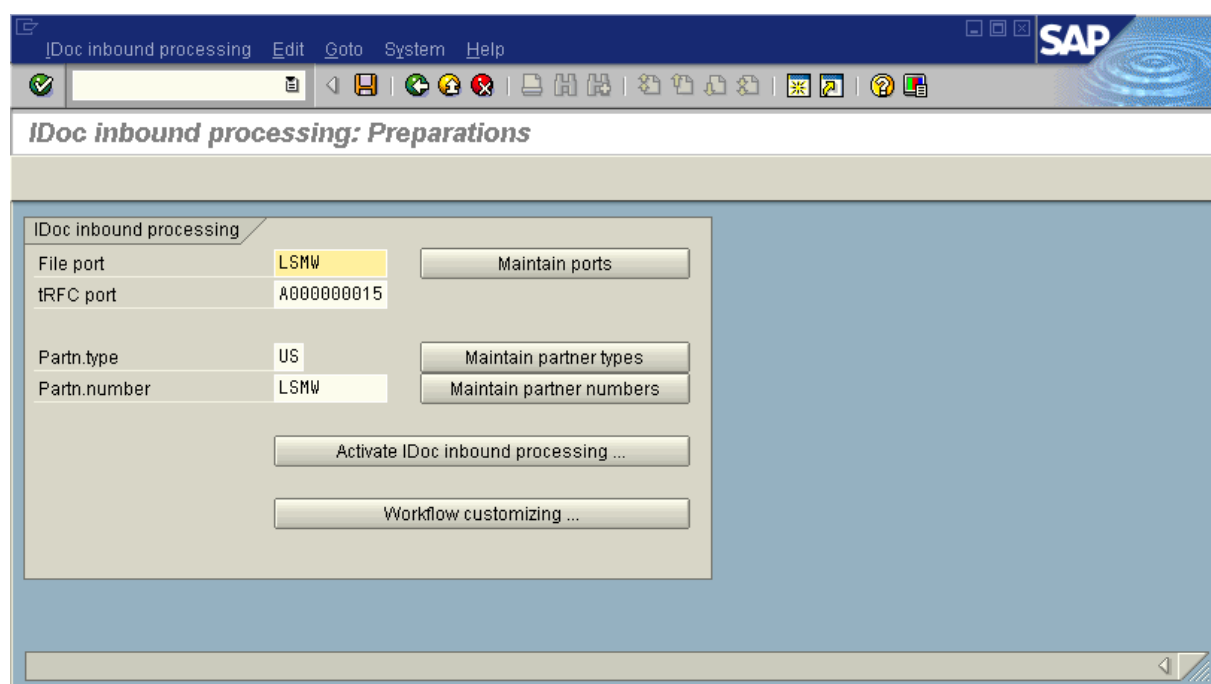 IDoc inbound processing Edit Goto System Help
SAP
IDoc inbound processing: Preparations
IDoc inbound processing
File port LSMW Maintain ports
tRFC port A000000015
Partn.type US Maintain partner types
Partn.number LSMW Maintain partner numbers
Activate IDoc inbound processing ...
Workflow customizing ...